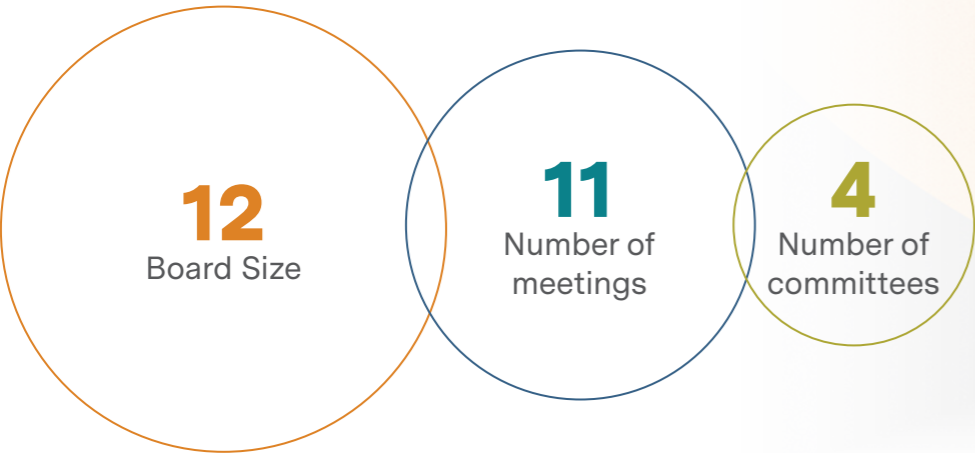 12
Board Size
11
Number of
meetings
4
Number of
committees